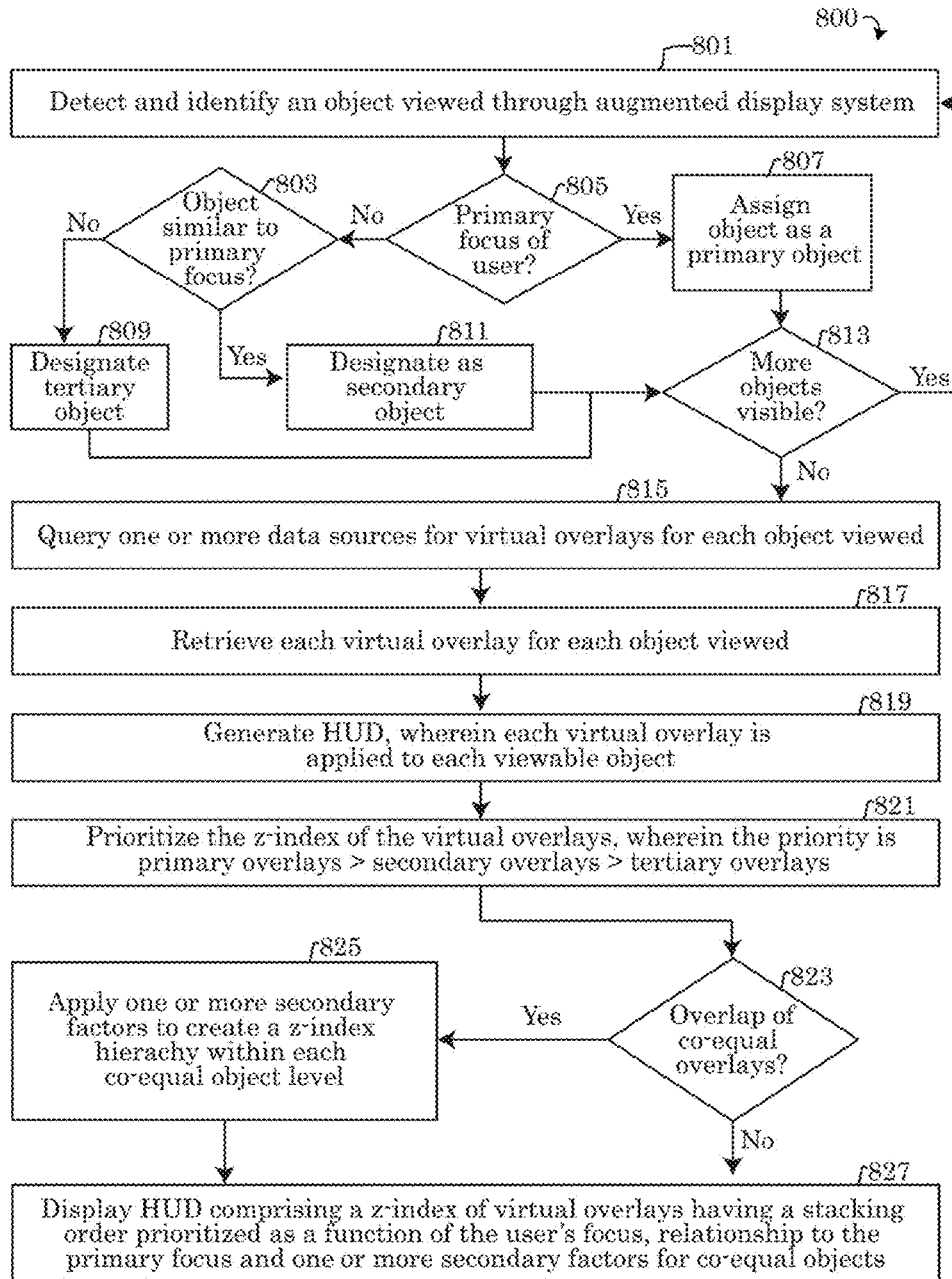 800
801
Detect and identify an object viewed through augmented display system
803
Object
similar to
primary
focus?
No
Yes
805
Primary
focus of
user?
No
Yes
807
Assign
object as a
primary object
809
Designate
tertiary
object
811
Designate as
secondary
object
813
More
objects
visible?
Yes
No
815
Query one or more data sources for virtual overlays for each object viewed
817
Retrieve each virtual overlay for each object viewed
819
Generate HUD, wherein each virtual overlay is
applied to each viewable object
821
Prioritize the z-index of the virtual overlays, wherein the priority is
primary overlays > secondary overlays > tertiary overlays
823
Overlap of
co-equal
overlays?
Yes
No
825
Apply one or more secondary
factors to create a z-index
hierachy within each
co-equal object level
827
Display HUD comprising a z-index of virtual overlays having a stacking
order prioritized as a function of the user's focus, relationship to the
primary focus and one or more secondary factors for co-equal objects